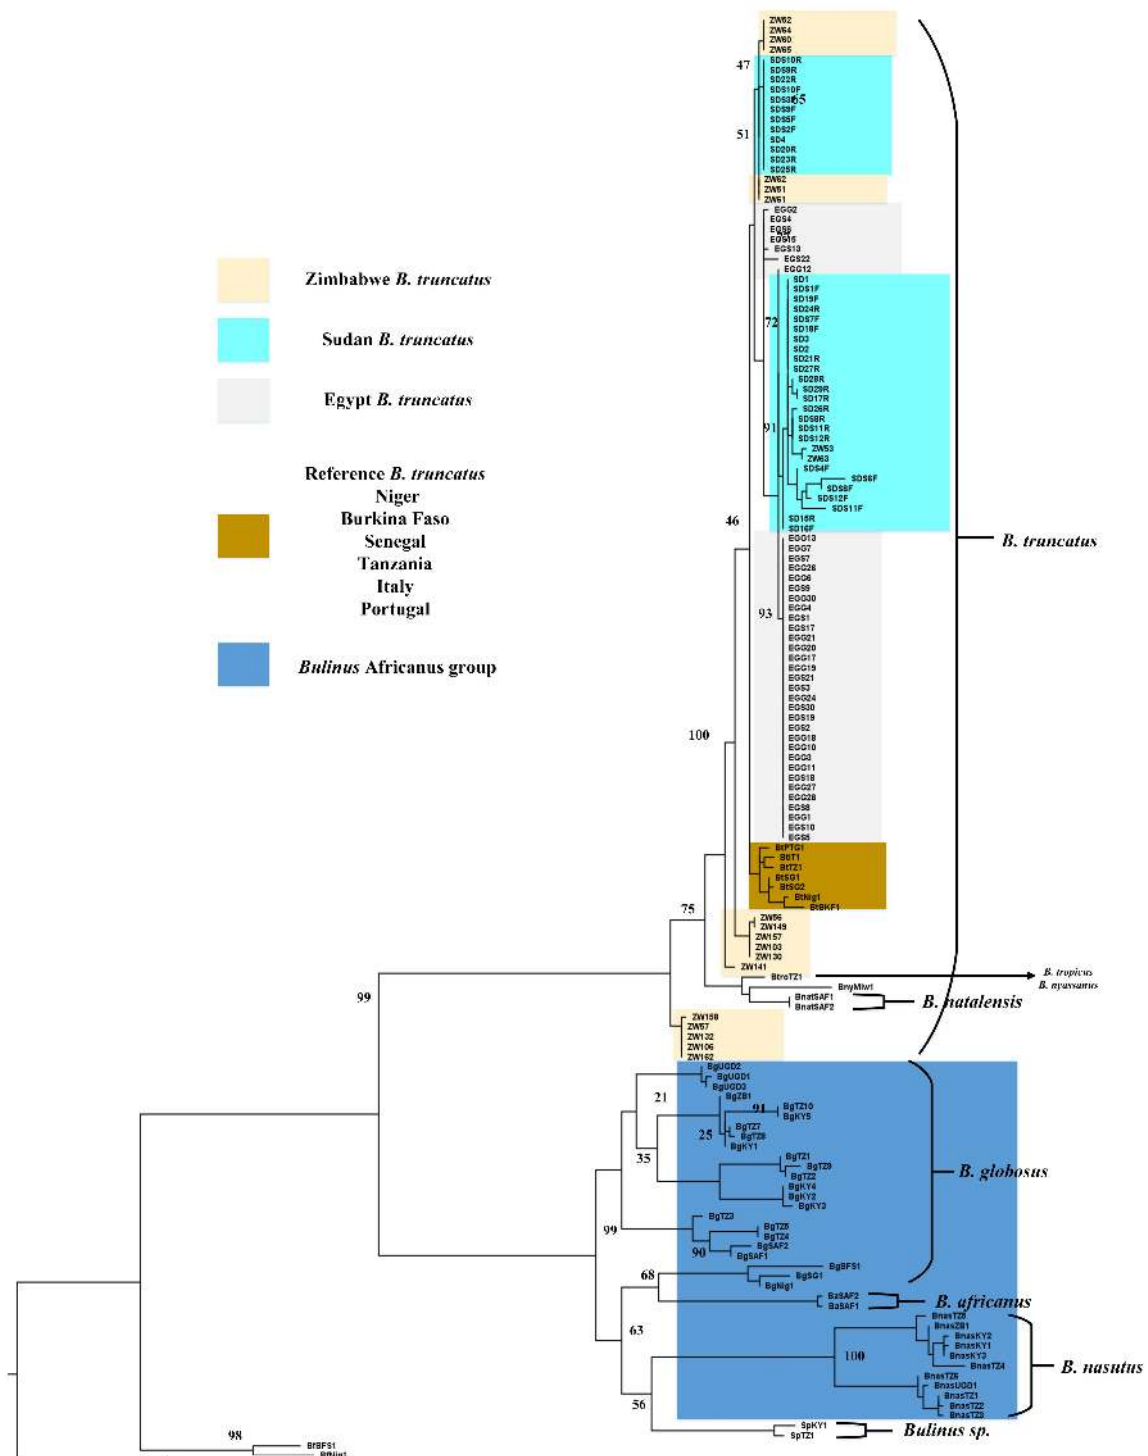 ZW52
ZW64
ZW60
ZW65
47
SDS10R
SDS9R
SD22R
SDS10F
65
SDS9F
SDS5F
SDS2F
51
SD4
SD20R
SD23R
SD25R
ZW62
ZW51
ZW61
EGG2
EGS4
EGS13
EGS22
EGG12
Zimbabwe B. truncatus
SD1
SDS1F
SD19F
SD24R
SDS7F
72
SD18F
SD3
Sudan B. truncatus
SD2
SD21R
SD27R
SD28R
SD29R
SD17R
Egypt B. truncatus
SD26R
SDS8R
SDS11R
91
SDS12R
ZW53
ZW63
SDS4F
Reference B. truncatus
SDS6F
SDS8F
Niger
SDS12F
SDS11F
Burkina Faso
SD15R
46
SD16F
Senegal
EGG13
B. truncatus
EGG7
EGS7
Tanzania
EGG26
EGG6
Italy
EGS9
EGG30
Portugal
EGG4
93
EGS1
EGS17
EGG21
EGG20
EGG17
Bulinus Africanus group
EGG19
EGS21
EGS3
EGG24
EGS30
EGS19
EGS2
100
EGG18
EGG10
EGG3
EGG11
EGS18
EGG27
EGG28
EGS8
EGG1
EGS10
EGS5
BtPTG1
BtIT1
BtTZ1
BtSG1
BtSG2
BtNig1
BtBKF1
75
ZW56
ZW149
ZW157
ZW103
ZW130
ZW141
B. tropicus
BtroTZ1
B. nyassanus
BnyMlw1
99
BnatSAF1
B. natalensis
BnatSAF2
ZW158
ZW57
ZW132
ZW106
ZW152
BgUGD2
BgUGD1
BgUGD3
21
BgZB1
91
BgTZ10
BgKY5
BgTZ7
25
BgTZ8
BgKY1
35
BgTZ1
BgTZ9
B. globosus
BgTZ2
BgKY4
BgKY2
BgKY3
BgTZ3
99
BgTZ5
BgTZ4
BgSAF2
90
BgSAF1
BgBFS1
68
BgSG1
BgNig1
BaSAF2
B. africanus
BaSAF1
BnasZB1
63
BnasKY2
BnasKY1
100
BnasKY3
BnasTZ4
B. nasutus
BnasTZ6
BnasUGD1
BnasTZ1
56
BnasTZ2
BnasTZ3
SpKY1
Bulinus sp.
SpTZ1
98
BfBFS1